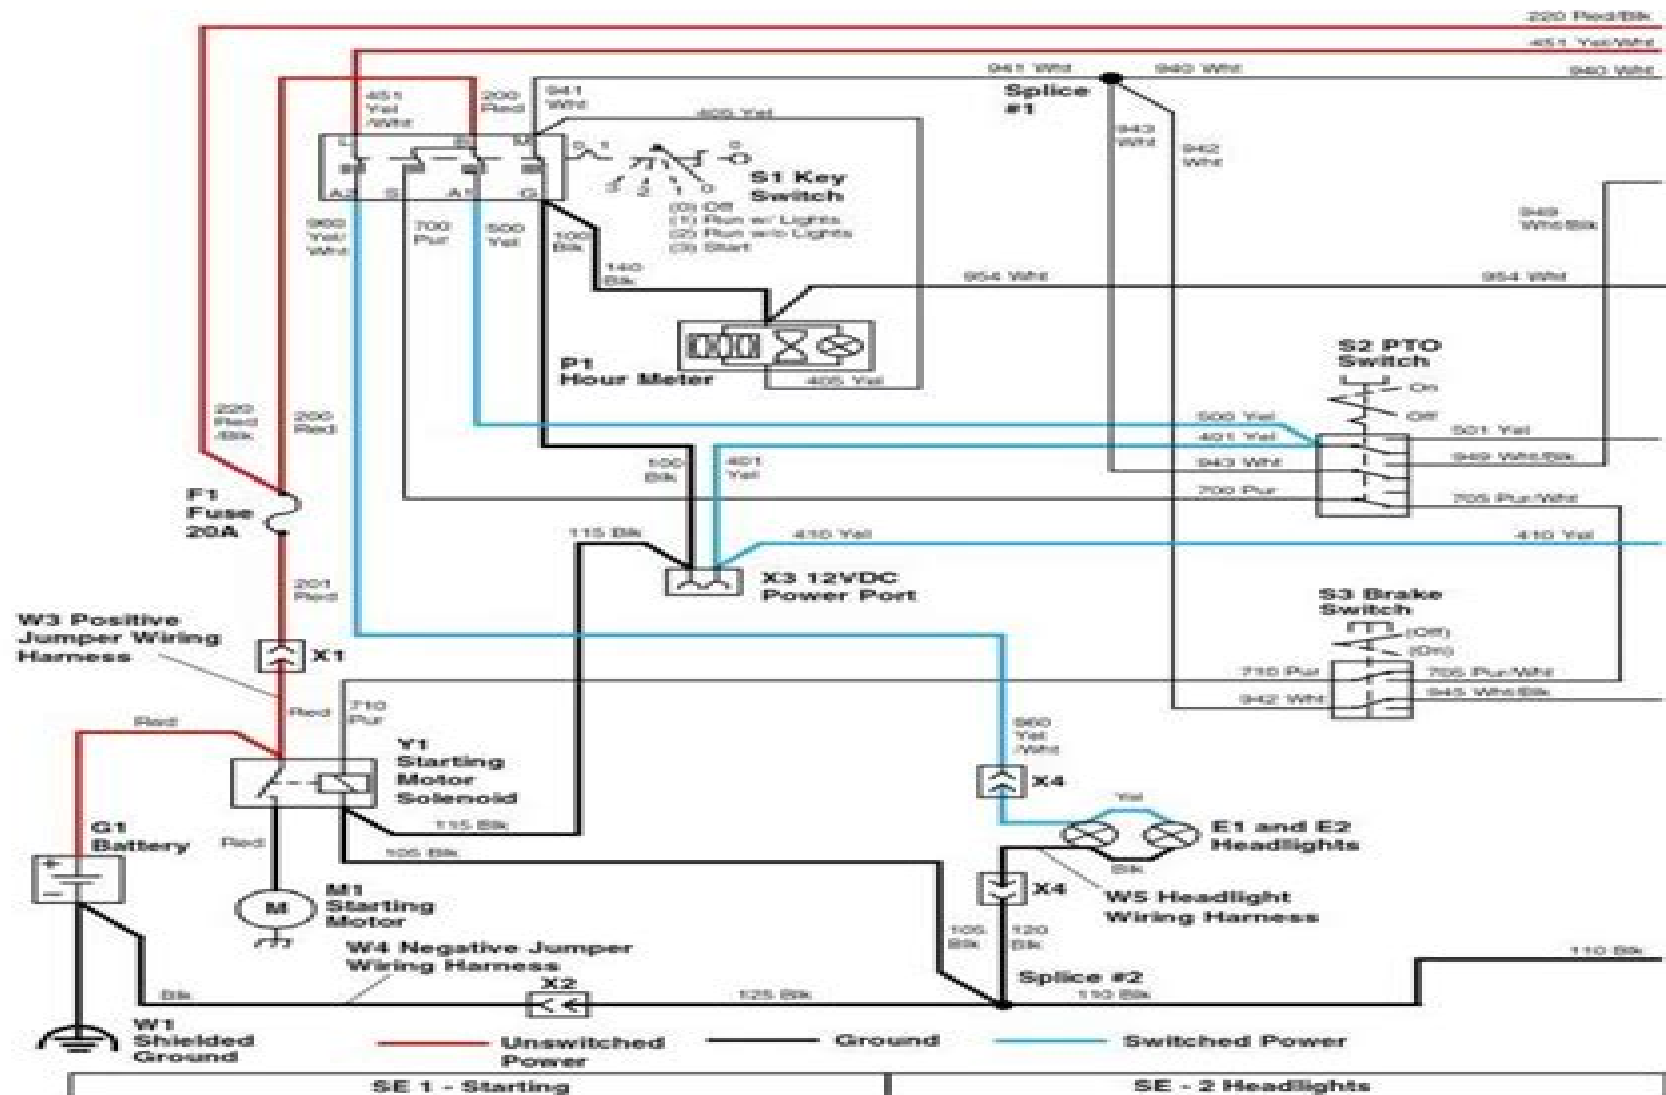 220 Red/Blk
451 Yel/Wht
941 Wht
940 Wht
940 Wht
Splice
#1
451
Yel
/Wht
200
Red
941
Wht
405 Yel
943
Wht
942
Wht
L
B
M
A2
S
A1
G
0 1
0
3
2
1
0
S1 Key
Switch
(0) Off
(1) Run w/ Lights
(2) Run w/o Lights
(3) Start
960
Yel/
Wht
700
Pur
500
Yel
100
Blk
140
Blk
949
Wht/Blk
954 Wht
954 Wht
P1
Hour Meter
405 Yel
S2 PTO
Switch
On
Off
220
Red
/Blk
200
Red
500 Yel
401 Yel
943 Wht
700 Pur
501 Yel
949 Wht/Blk
705 Pur/Wht
100
Blk
401
Yel
F1
Fuse
20A
115 Blk
410 Yel
410 Yel
X3 12VDC
Power Port
201
Red
S3 Brake
Switch
(Off)
(On)
W3 Positive
Jumper Wiring
Harness
X1
710 Pur
705 Pur/Wht
942 Wht
945 Wht/Blk
Red
Red
710
Pur
960
Yel
/Wht
Y1
Starting
Motor
Solenoid
X4
Yel
G1
Battery
+
–
Red
115 Blk
105 Blk
E1 and E2
Headlights
Blk
X4
W5 Headlight
Wiring Harness
M
M1
Starting
Motor
105
Blk
120
Blk
W4 Negative Jumper
Wiring Harness
X2
Splice #2
110 Blk
Blk
125 Blk
110 Blk
W1
Shielded
Ground
Unswitched
Power
Ground
Switched Power
SE 1 - Starting
SE - 2 Headlights